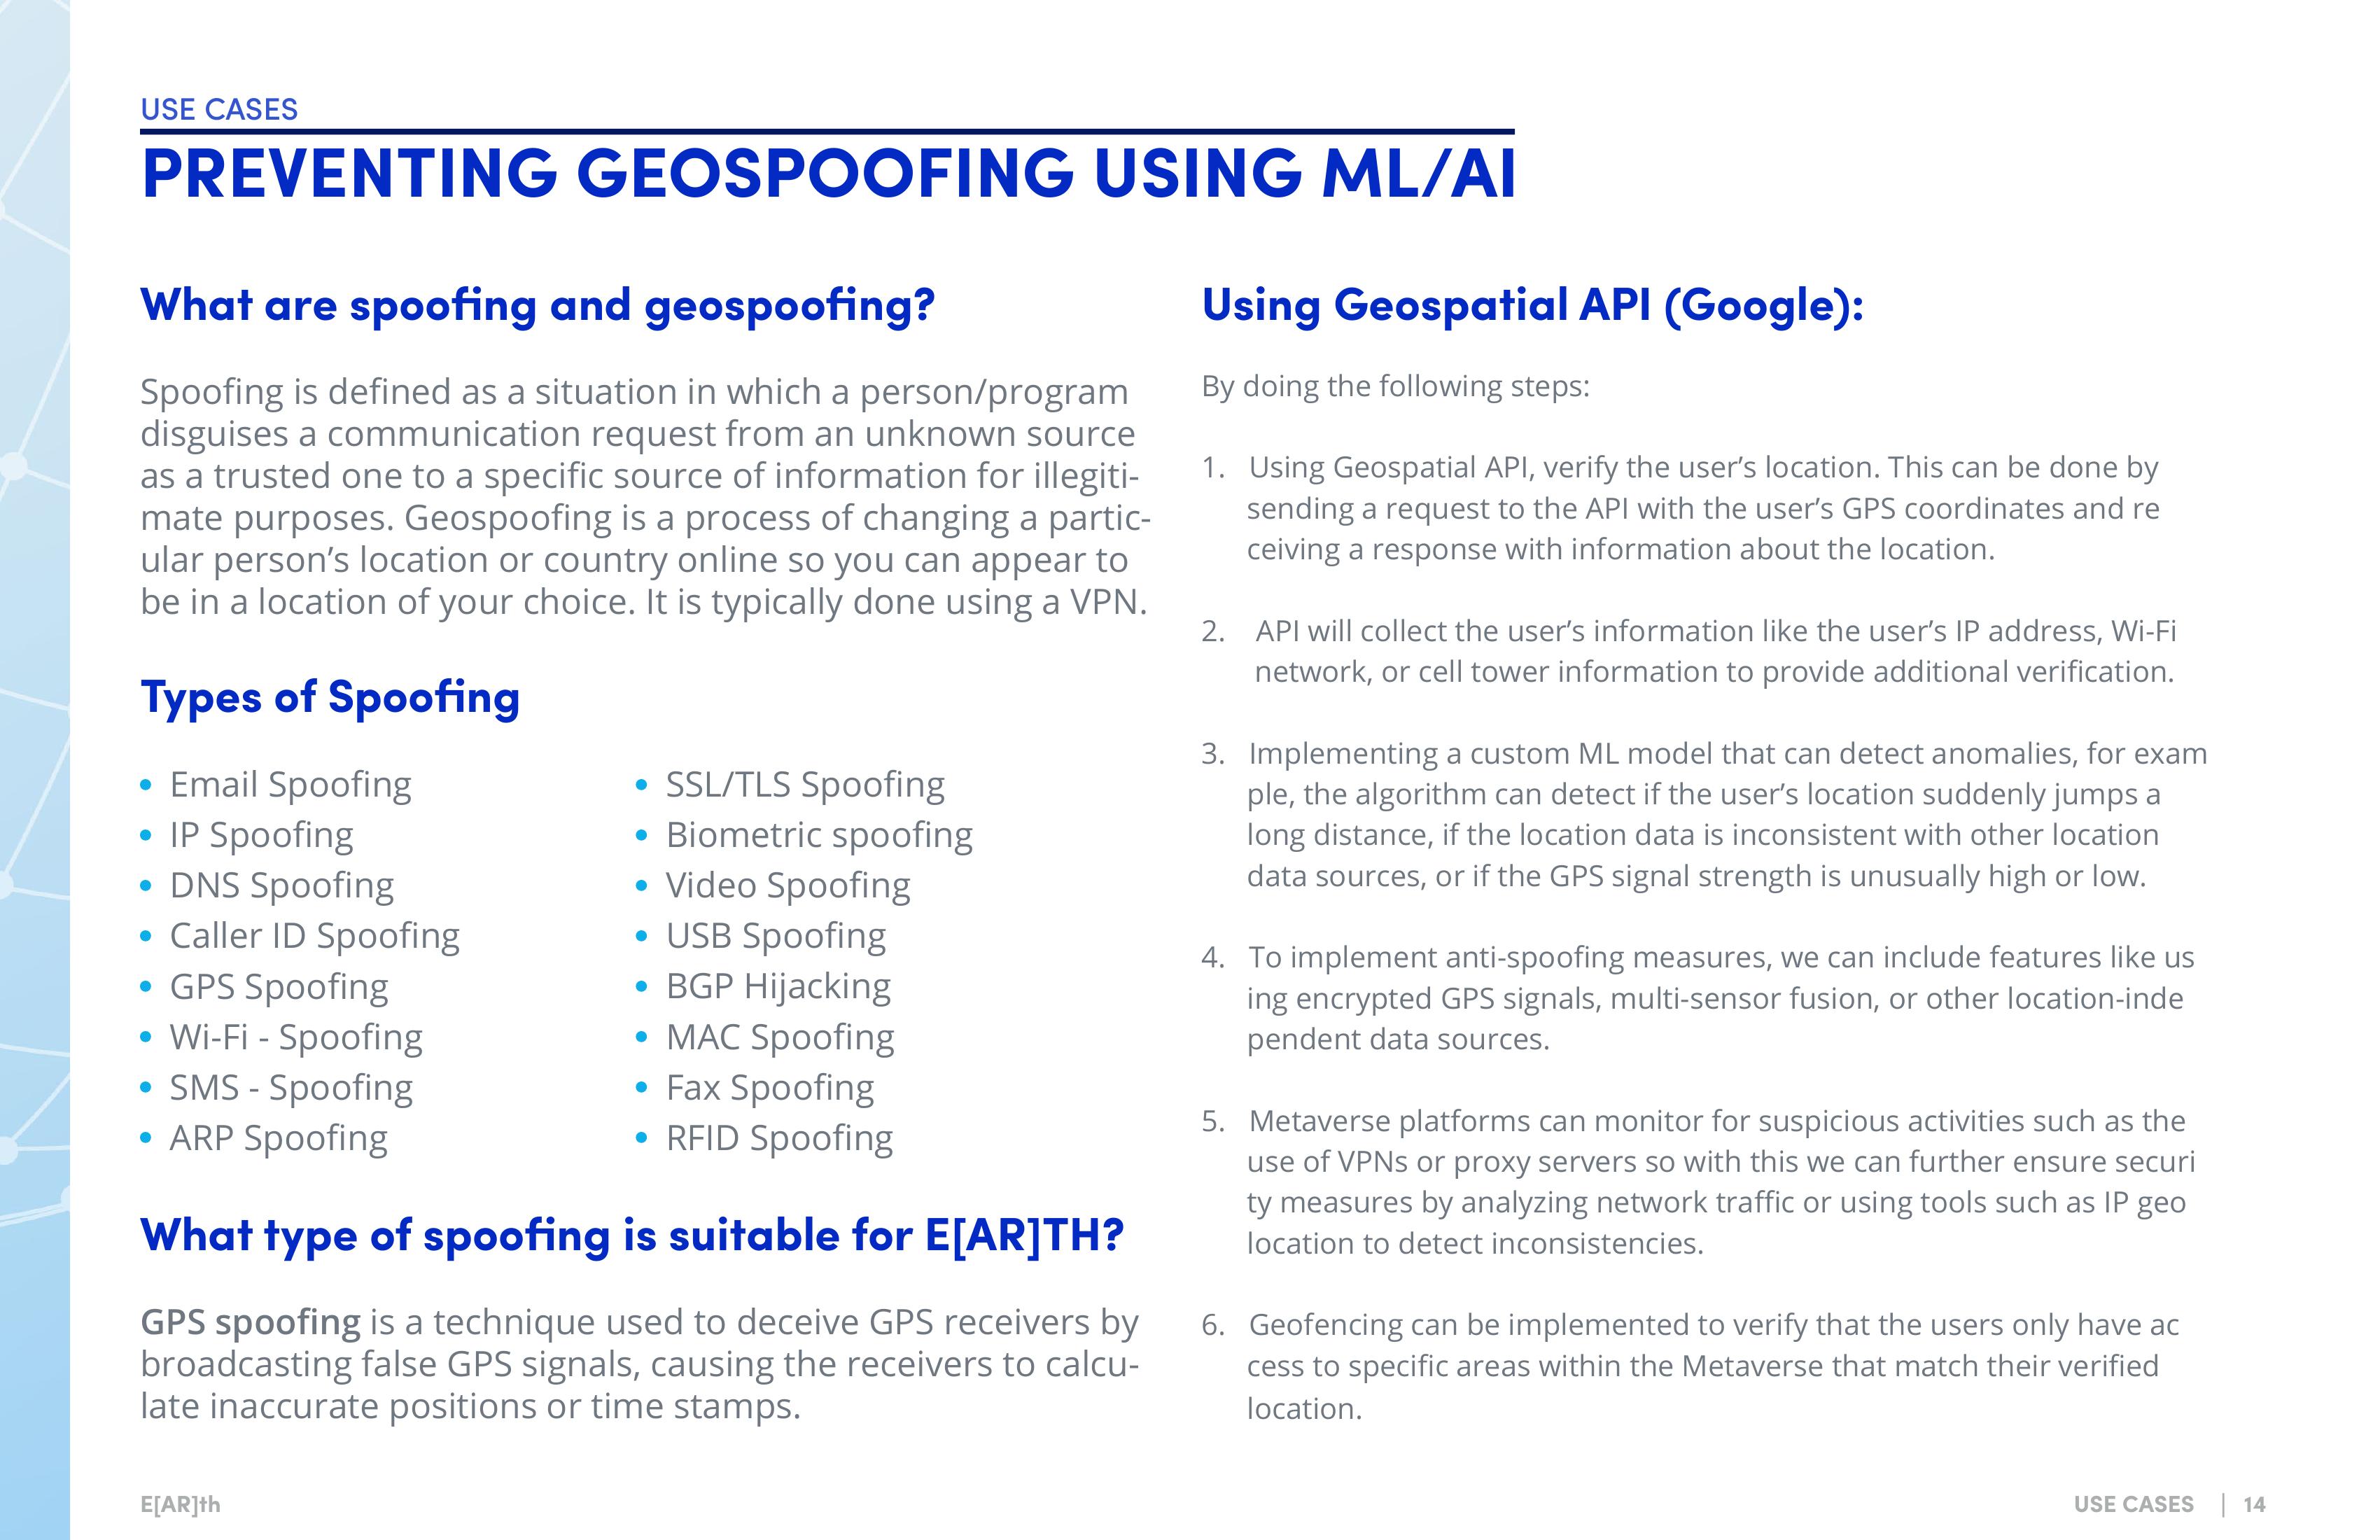 USE CASES
PREVENTING GEOSPOOFING USING ML/AI
What are spoofing and geospoofing?
Spoofing is defined as a situation in which a person/program
disguises a communication request from an unknown source
as a trusted one to a specific source of information for illegiti-
mate purposes. Geospoofing is a process of changing a partic-
ular person’s location or country online so you can appear to
be in a location of your choice. It is typically done using a VPN.
Types of Spoofing
• Email Spoofing
• IP Spoofing
• DNS Spoofing
• Caller ID Spoofing
• GPS Spoofing
• Wi-Fi - Spoofing
• SMS - Spoofing
• ARP Spoofing
• SSL/TLS Spoofing
• Biometric spoofing
• Video Spoofing
• USB Spoofing
• BGP Hijacking
• MAC Spoofing
• Fax Spoofing
• RFID Spoofing
What type of spoofing is suitable for E[AR]TH?
GPS spoofing is a technique used to deceive GPS receivers by
broadcasting false GPS signals, causing the receivers to calcu-
late inaccurate positions or time stamps.
Using Geospatial API (Google):
By doing the following steps:
1. Using Geospatial API, verify the user’s location. This can be done by
sending a request to the API with the user’s GPS coordinates and re
ceiving a response with information about the location.
2. API will collect the user’s information like the user’s IP address, Wi-Fi
network, or cell tower information to provide additional verification.
3. Implementing a custom ML model that can detect anomalies, for exam
ple, the algorithm can detect if the user’s location suddenly jumps a
long distance, if the location data is inconsistent with other location
data sources, or if the GPS signal strength is unusually high or low.
4. To implement anti-spoofing measures, we can include features like us
ing encrypted GPS signals, multi-sensor fusion, or other location-inde
pendent data sources.
5. Metaverse platforms can monitor for suspicious activities such as the
use of VPNs or proxy servers so with this we can further ensure securi
ty measures by analyzing network traffic or using tools such as IP geo
location to detect inconsistencies.
6. Geofencing can be implemented to verify that the users only have ac
cess to specific areas within the Metaverse that match their verified
location.
E[AR]th
USE CASES | 14